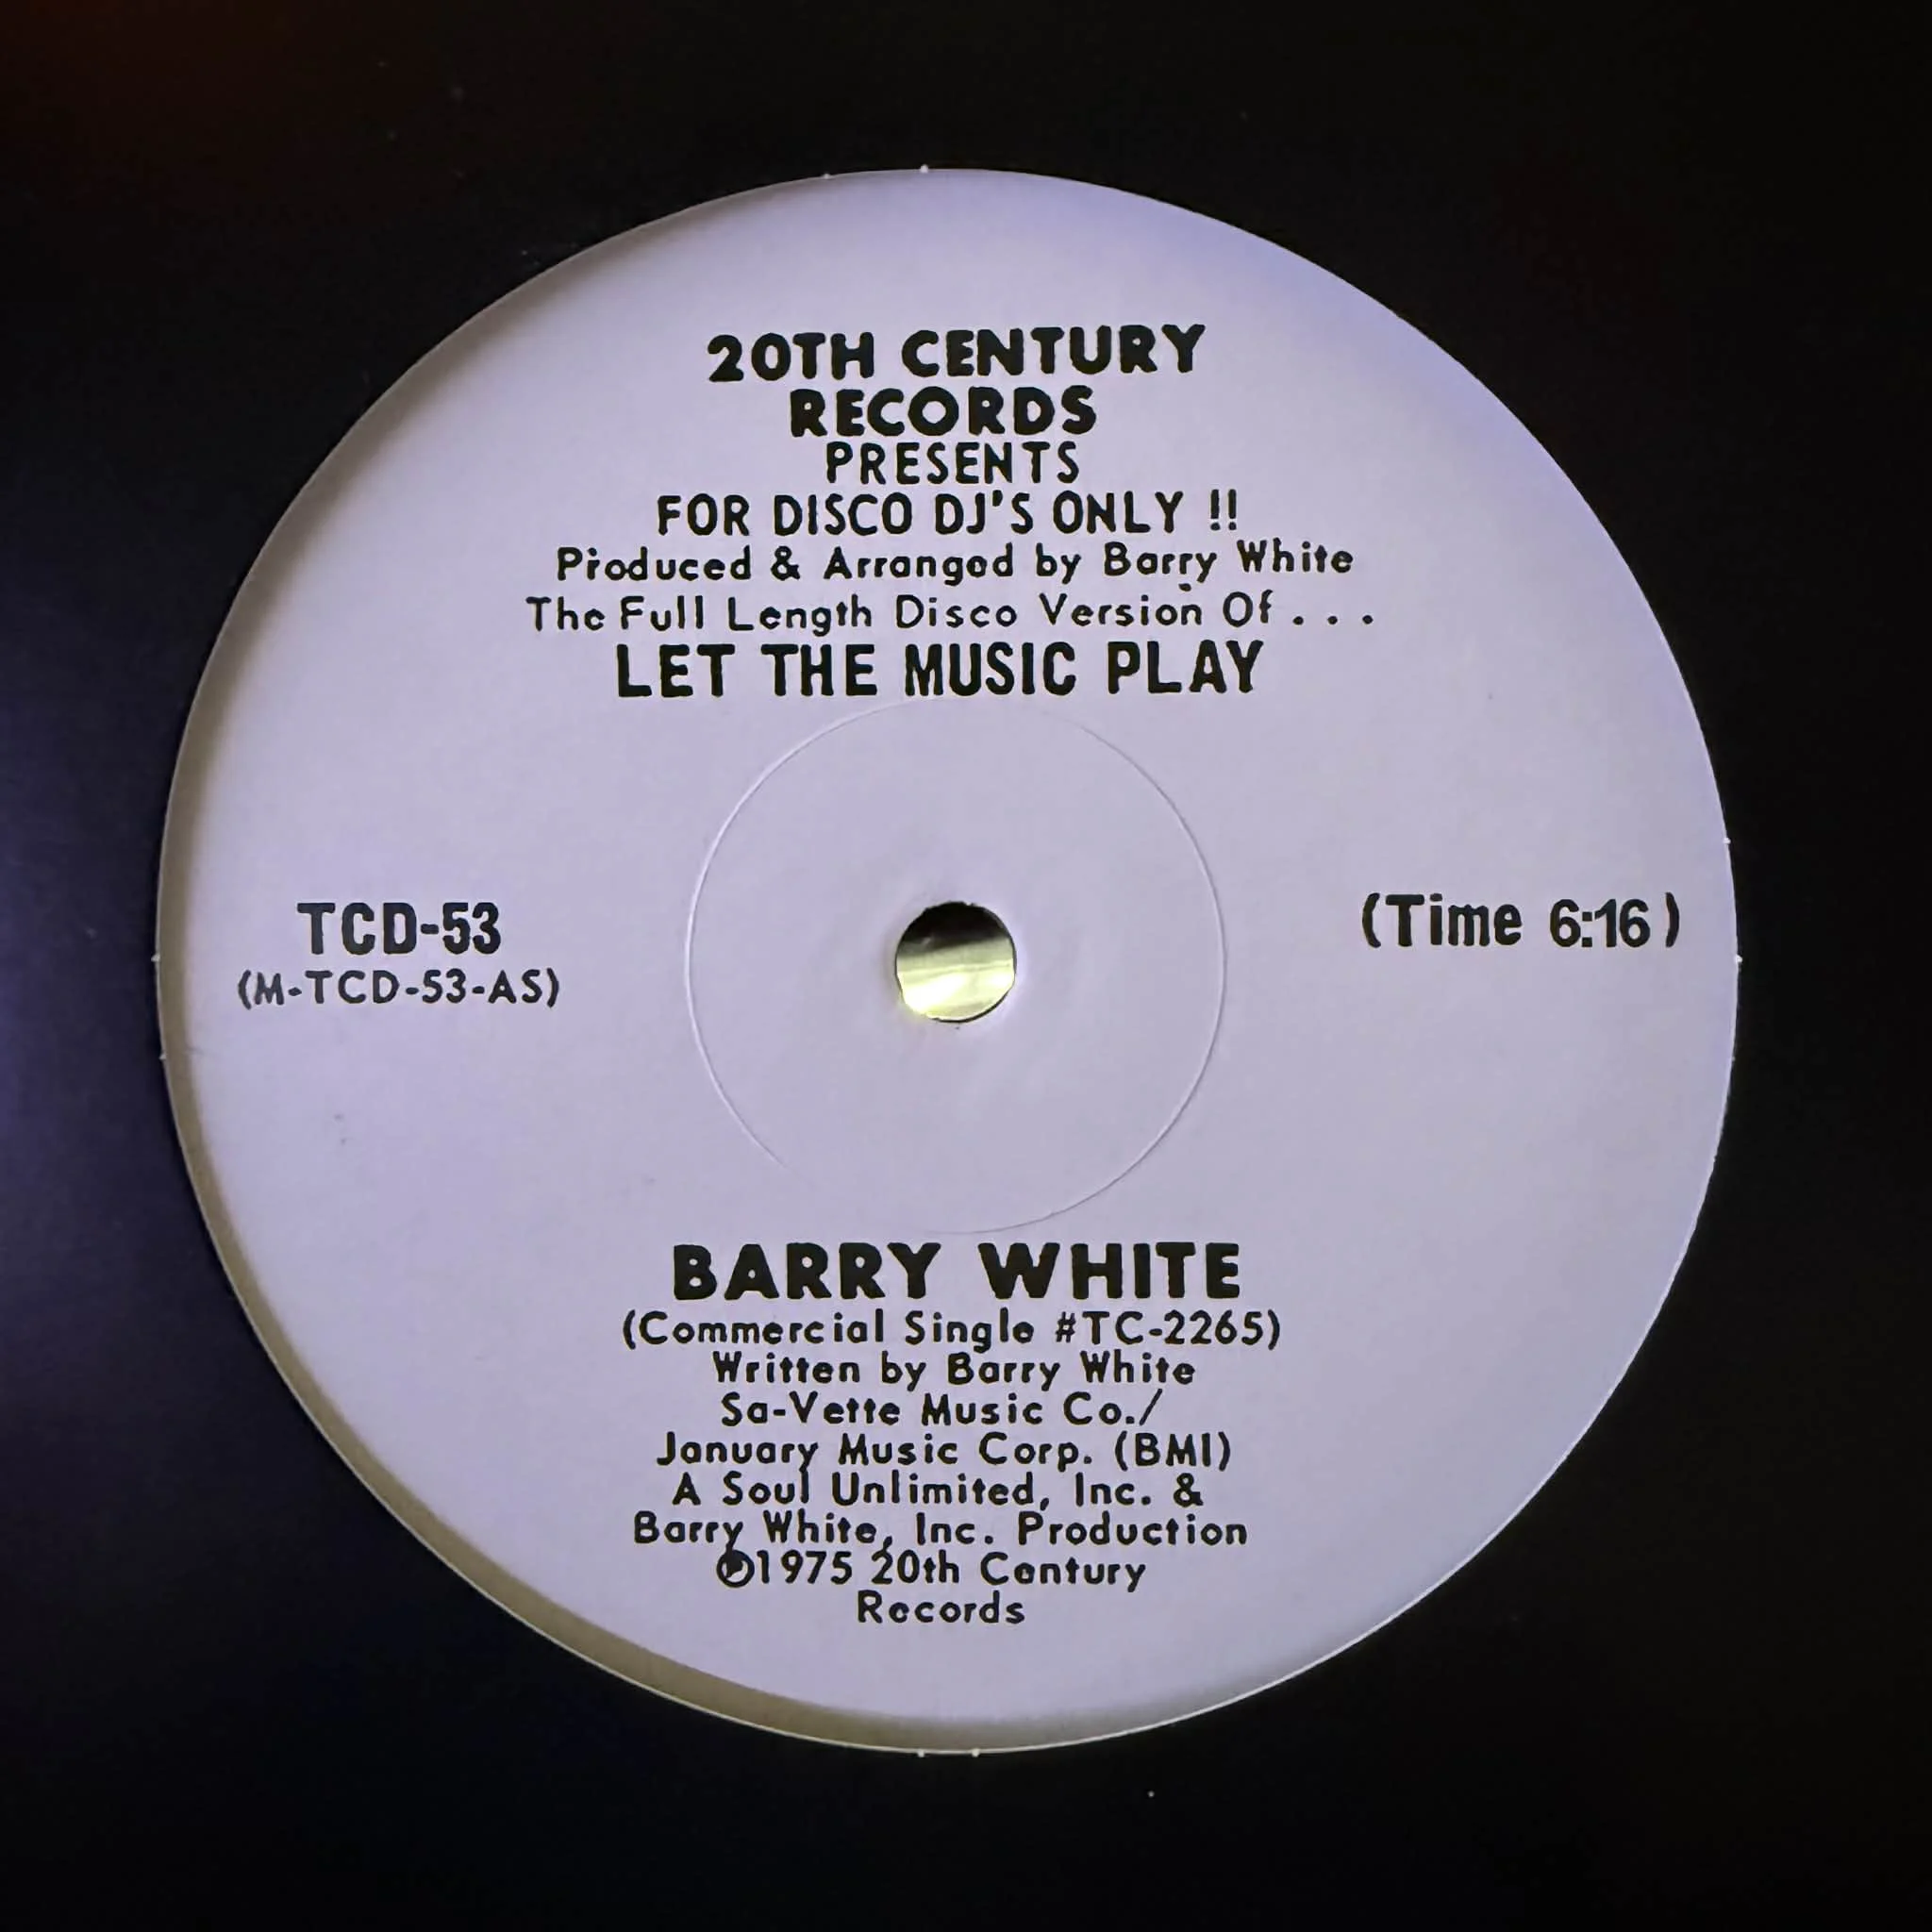 20TH CENTURY
RECORDS
PRESENTS
FOR DISCO DJ'S ONLY !!
Produced & Arranged by Barry White
The Full Length Disco Version Of . . .
LET THE MUSIC PLAY
TCD-53
(M-TCD-53-AS)
(Time 6:16)
BARRY WHITE
(Commercial Single #TC-2265)
Written by Barry White
Sa-Vette Music Co./
January Music Corp. (BMI)
A Soul Unlimited, Inc. &
Barry White, Inc. Production
℗1975 20th Century
Records